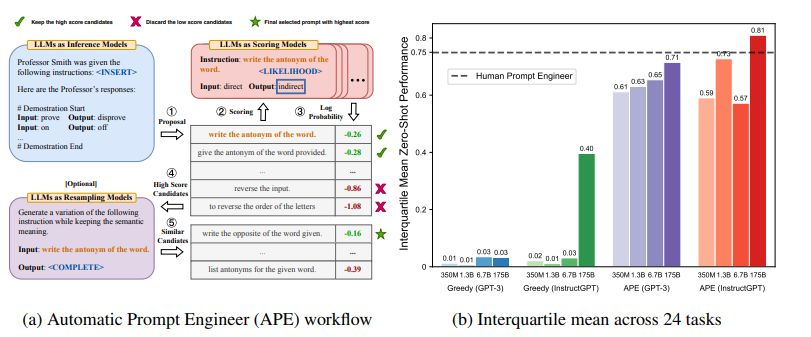 Keep the high score candidates
Discard the low score candidates
Final selected prompt with highest score
LLMs as Inference Models
Professor Smith was given the
following instructions: <INSERT>
Here are the Professor's responses:
# Demostration Start
Input: prove Output: disprove
Input: on Output: off
...
# Demostration End
LLMs as Scoring Models
Instruction: write the antonym of the
word. <LIKELIHOOD>
Input: direct Output: indirect
...
① Proposal
② Scoring
③ Log
Probability
write the antonym of the word. -0.26
give the antonym of the word provided. -0.28
... ...
reverse the input. -0.86
to reverse the order of the letters -1.08
④
High Score
Candidates
[Optional]
LLMs as Resampling Models
Generate a variation of the following
instruction while keeping the semantic
meaning.
Input: write the antonym of the word.
Output: <COMPLETE>
⑤
Similar
Candiates
write the opposite of the word given. -0.16
... ...
list antonyms for the given word. -0.39
(a) Automatic Prompt Engineer (APE) workflow
Interquartile Mean Zero-Shot Performance
0.8
0.75
0.6
0.4
0.2
0
Human Prompt Engineer
0.01 0.01 0.03 0.03
0.02 0.01 0.03 0.40
0.61 0.63 0.65 0.71
0.59 0.73 0.57 0.81
350M 1.3B 6.7B 175B
Greedy (GPT-3)
350M 1.3B 6.7B 175B
Greedy (InstructGPT)
350M 1.3B 6.7B 175B
APE (GPT-3)
350M 1.3B 6.7B 175B
APE (InstructGPT)
(b) Interquartile mean across 24 tasks